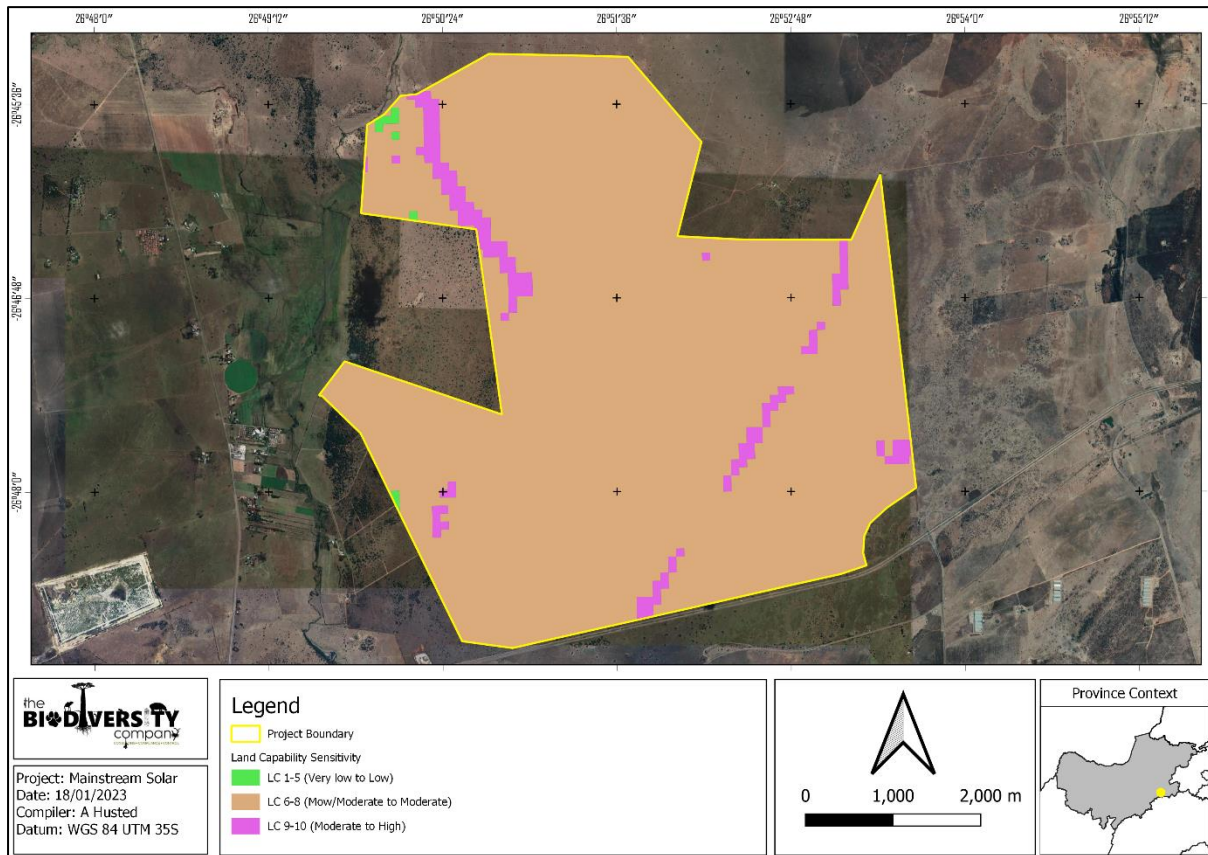 26°48'0" 26°49'12" 26°50'24" 26°51'36" 26°52'48" 26°54'0" 26°55'12"
-26°45'36"
-26°46'48"
-26°48'0"
the
BIODIVERSITY
company
Project: Mainstream Solar
Date: 18/01/2023
Compiler: A Husted
Datum: WGS 84 UTM 35S
Legend
Project Boundary
Land Capability Sensitivity
LC 1-5 (Very low to Low)
LC 6-8 (Mow/Moderate to Moderate)
LC 9-10 (Moderate to High)
0 1,000 2,000 m
Province Context